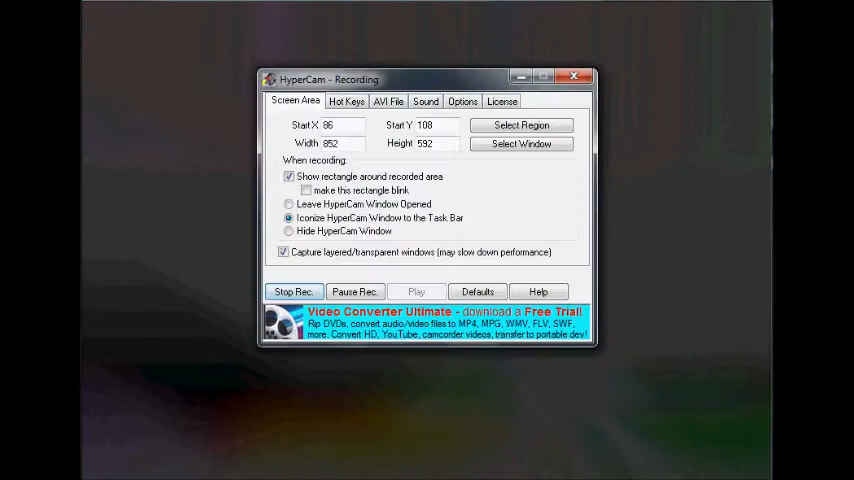 HyperCam - Recording
Screen Area Hot Keys AVI File Sound Options License
Start X 86 Start Y 108 Select Region
Width 852 Height 592 Select Window
When recording:
Show rectangle around recorded area
make this rectangle blink
Leave HyperCam Window Opened
Iconize HyperCam Window to the Task Bar
Hide HyperCam Window
Capture layered/transparent windows (may slow down performance)
Stop Rec. Pause Rec. Play Defaults Help
Video Converter Ultimate - download a Free Trial!
Rip DVDs, convert audio/video files to MP4, MPG, WMV, FLV, SWF,
more. Convert HD, YouTube, camcorder videos, transfer to portable dev!